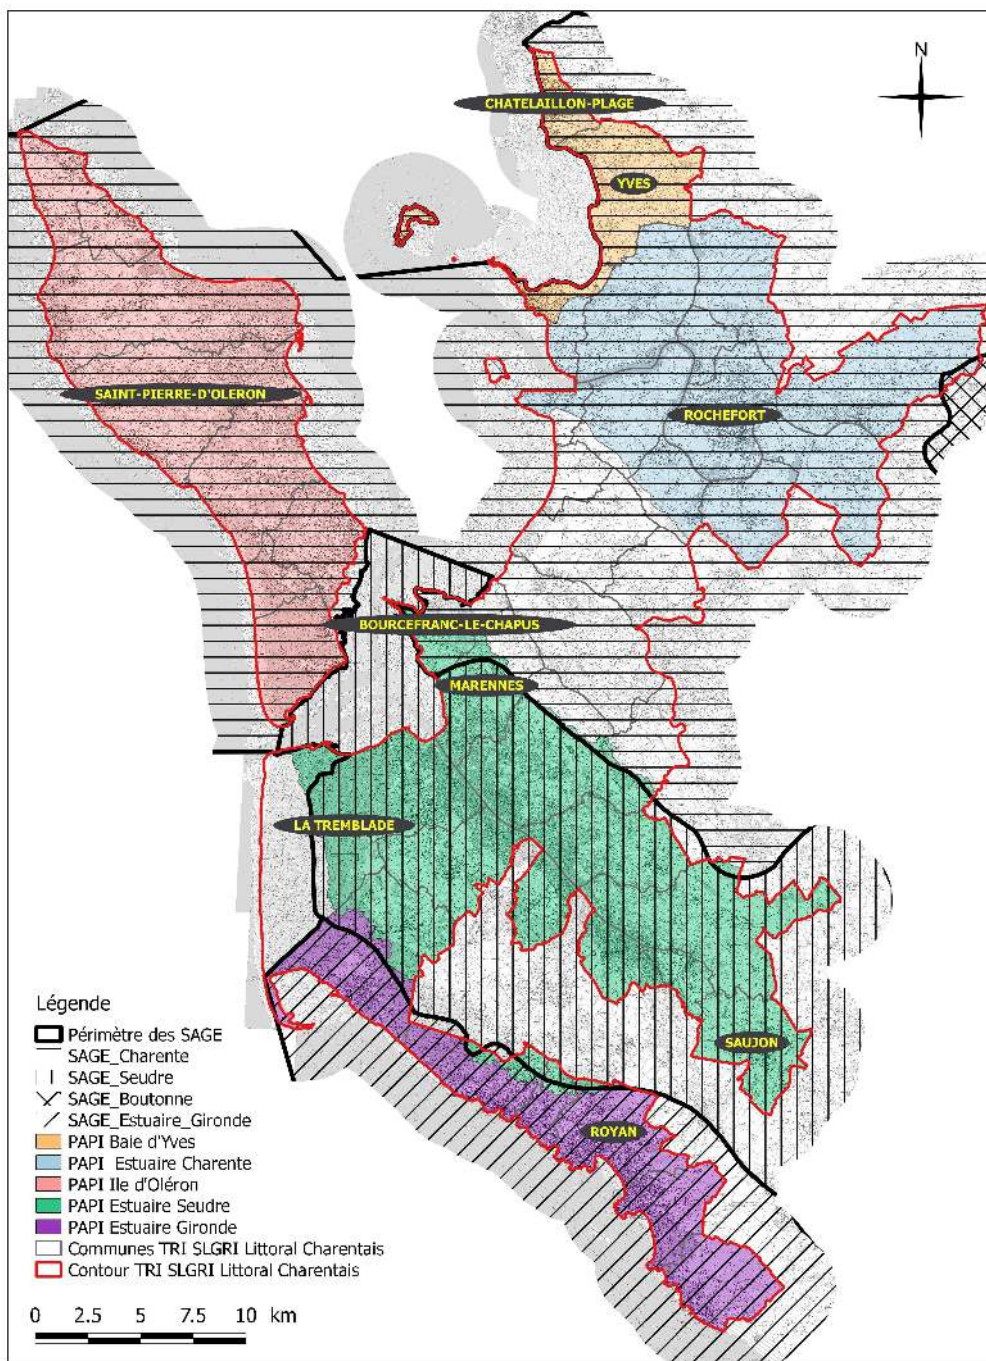 N
CHATELAILLON-PLAGE
YVES
SAINT-PIERRE-D'OLERON
ROCHEFORT
BOURCEFRANC-LE-CHAPUS
MARENNES
LA TREMBLADE
SAUJON
ROYAN
Légende
Périmètre des SAGE
SAGE_Charente
SAGE_Seudre
SAGE_Boutonne
SAGE_Estuaire_Gironde
PAPI Baie d'Yves
PAPI Estuaire Charente
PAPI Ile d'Oléron
PAPI Estuaire Seudre
PAPI Estuaire Gironde
Communes TRI SLGRI Littoral Charentais
Contour TRI SLGRI Littoral Charentais
0 2.5 5 7.5 10 km